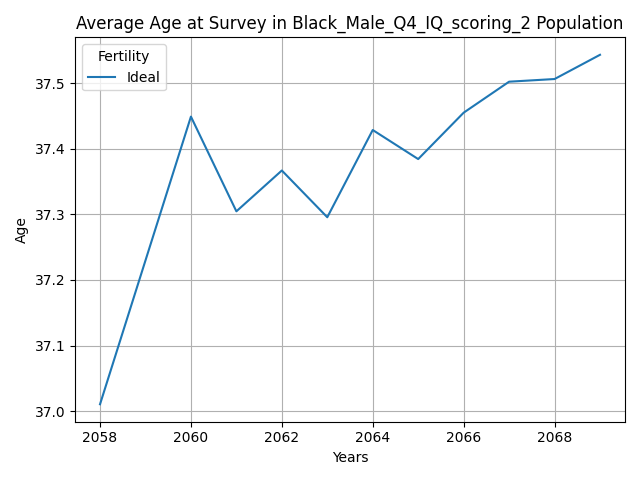 Average Age at Survey in Black_Male_Q4_IQ_scoring_2 Population
Fertility
Ideal
Age
37.5
37.4
37.3
37.2
37.1
37.0
2058 2060 2062 2064 2066 2068
Years